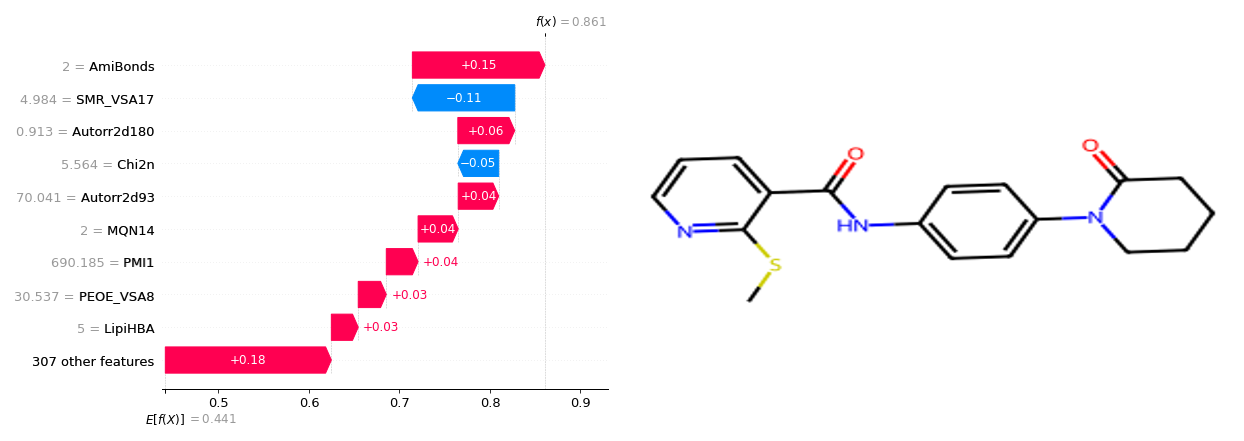 f(x) = 0.861
2 = AmiBonds
+0.15
4.984 = SMR_VSA17
−0.11
0.913 = Autorr2d180
+0.06
5.564 = Chi2n
−0.05
70.041 = Autorr2d93
+0.04
2 = MQN14
+0.04
690.185 = PMI1
+0.04
30.537 = PEOE_VSA8
+0.03
5 = LipiHBA
+0.03
307 other features
+0.18
0.5 0.6 0.7 0.8 0.9
E[f(X)] = 0.441
O
O
N
HN
N
S